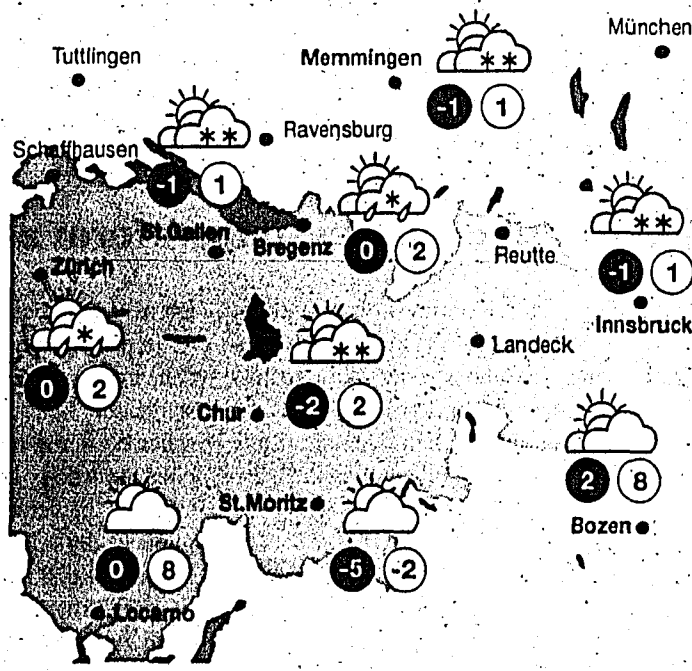 München
Tuttlingen
Memmingen
-1 1
Ravensburg
Schaffhausen
-1 1
St.Gallen
Bregenz
0 2
Reutte
-1 1
Innsbruck
Zürich
0 2
Landeck
Chur
-2 2
2 8
Bozen
St.Moritz
-5 -2
0 8
Locarno